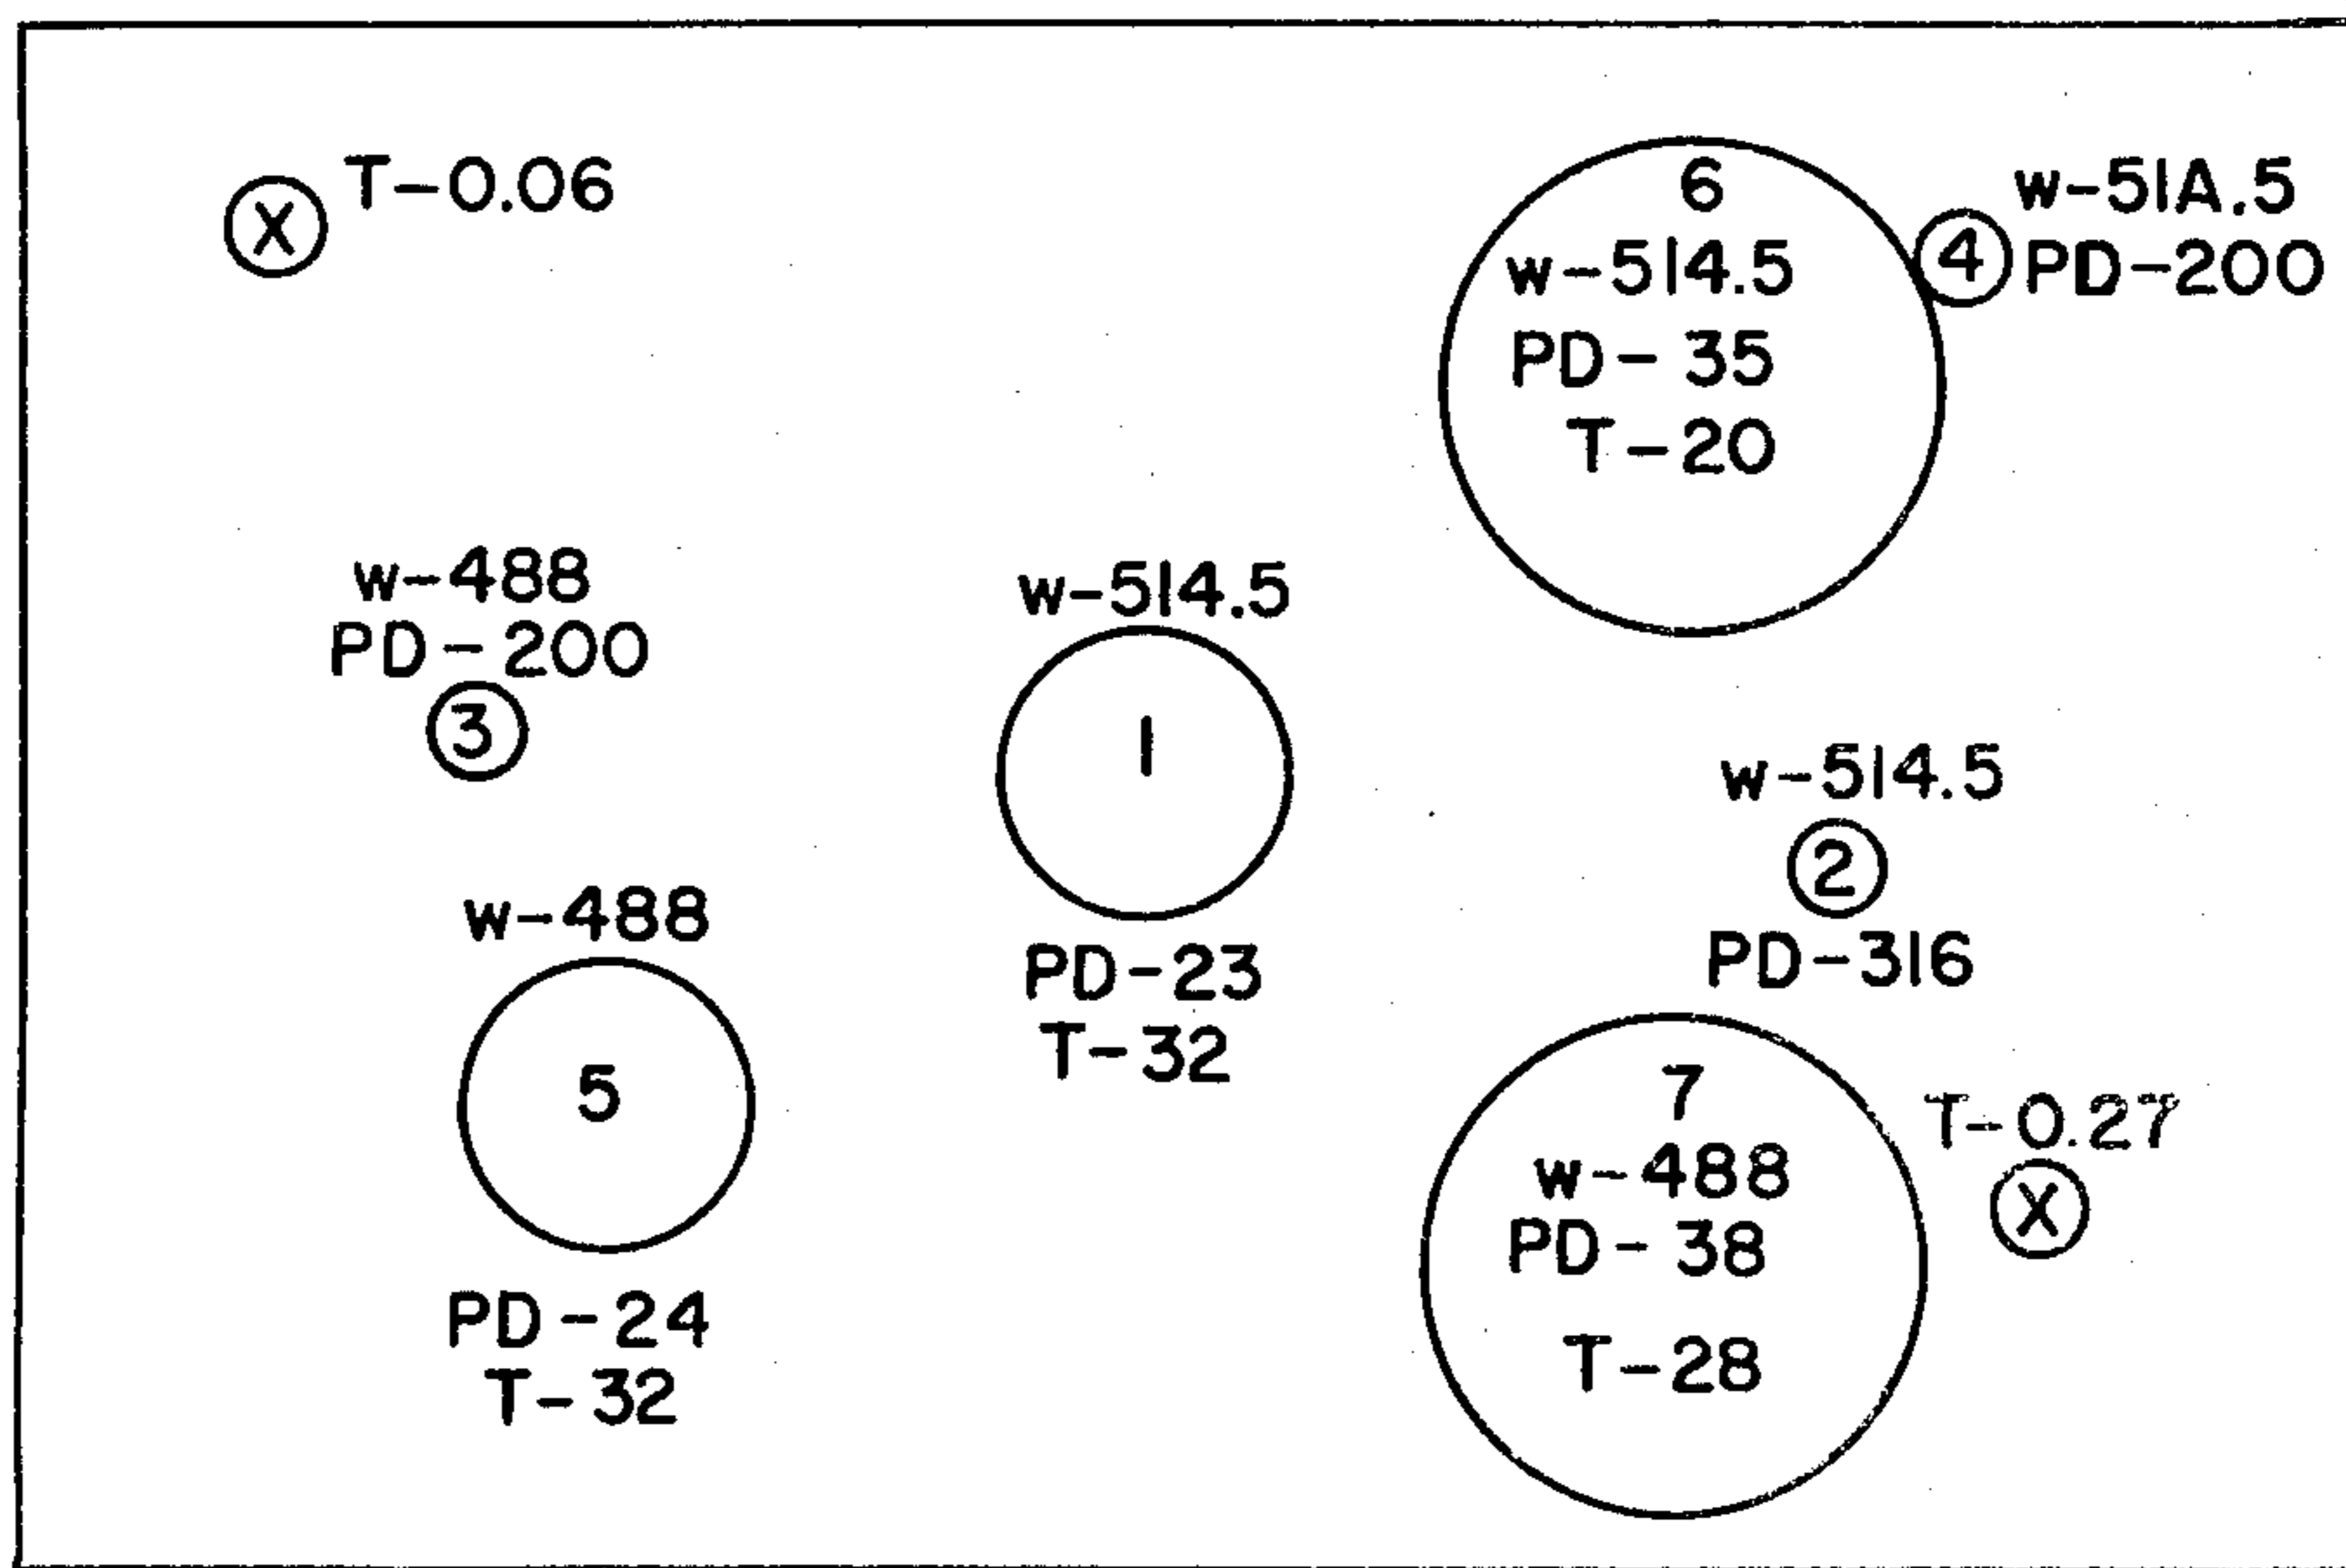 X T-0.06
6
w-514.5
PD-35
T-20
w-51A.5
4 PD-200
w-488
PD-200
3
w-514.5
1
PD-23
T-32
w-514.5
2
PD-316
w-488
5
PD-24
T-32
7
w-488
PD-38
T-28
T-0.27
X